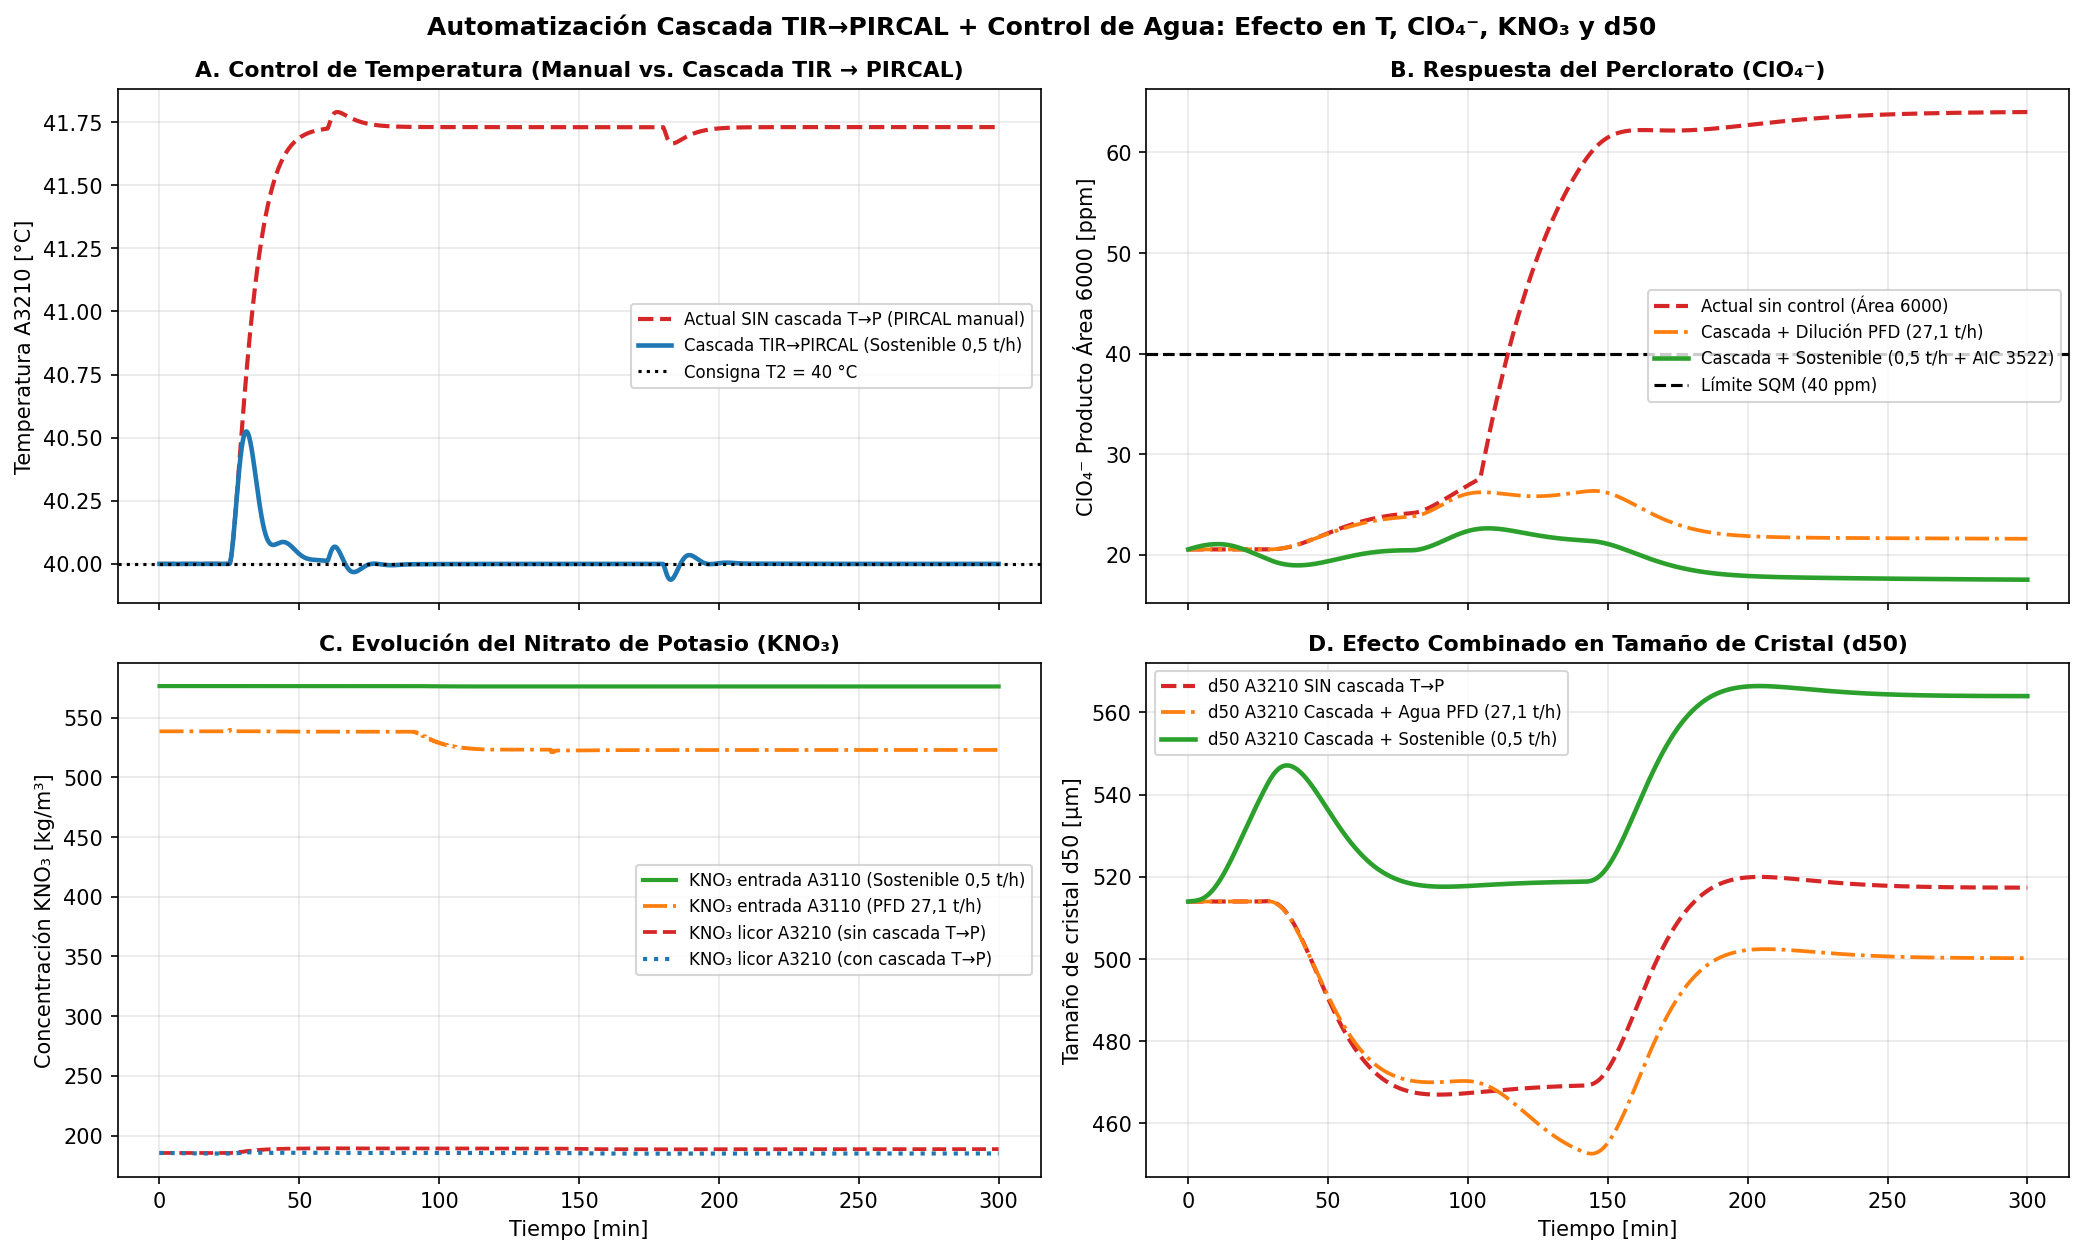 Automatización Cascada TIR→PIRCAL + Control de Agua: Efecto en T, ClO₄⁻, KNO₃ y d50
A. Control de Temperatura (Manual vs. Cascada TIR → PIRCAL)
Temperatura A3210 [°C]
41.75
41.50
41.25
41.00
40.75
40.50
40.25
40.00
Actual SIN cascada T→P (PIRCAL manual)
Cascada TIR→PIRCAL (Sostenible 0,5 t/h)
Consigna T2 = 40 °C
B. Respuesta del Perclorato (ClO₄⁻)
ClO₄⁻ Producto Área 6000 [ppm]
60
50
40
30
20
Actual sin control (Área 6000)
Cascada + Dilución PFD (27,1 t/h)
Cascada + Sostenible (0,5 t/h + AIC 3522)
Límite SQM (40 ppm)
C. Evolución del Nitrato de Potasio (KNO₃)
Concentración KNO₃ [kg/m³]
550
500
450
400
350
300
250
200
KNO₃ entrada A3110 (Sostenible 0,5 t/h)
KNO₃ entrada A3110 (PFD 27,1 t/h)
KNO₃ licor A3210 (sin cascada T→P)
KNO₃ licor A3210 (con cascada T→P)
0 50 100 150 200 250 300
Tiempo [min]
D. Efecto Combinado en Tamaño de Cristal (d50)
Tamaño de cristal d50 [µm]
560
540
520
500
480
460
d50 A3210 SIN cascada T→P
d50 A3210 Cascada + Agua PFD (27,1 t/h)
d50 A3210 Cascada + Sostenible (0,5 t/h)
0 50 100 150 200 250 300
Tiempo [min]